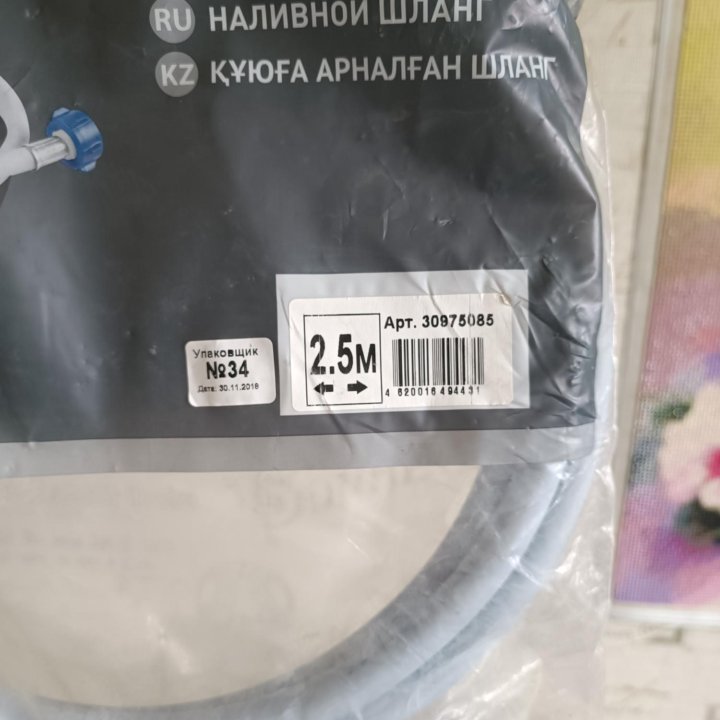 RU НАЛИВНОЙ ШЛАНГ
KZ ҚҰЮҒА АРНАЛҒАН ШЛАНГ
Упаковщик
№34
Дата: 30.11.2018
2.5м
Арт. 30975085
4 620016 494431